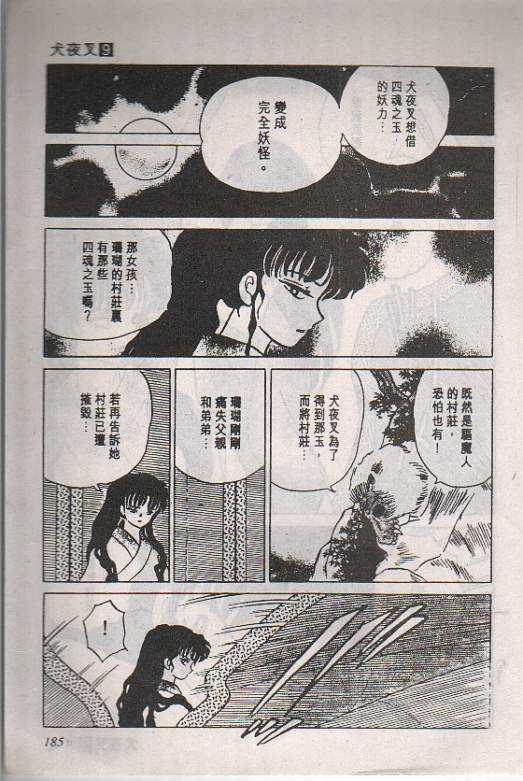 犬夜叉9
犬夜叉想借
四魂之玉
的妖力…
變成
完全妖怪。
那女孩…
珊瑚的村莊裏
有那些
四魂之玉嗎？
既然是驅魔人
的村莊，
恐怕也有！
犬夜叉為了
得到那玉，
而將村莊…
珊瑚剛剛
痛失父親
和弟弟…
若再告訴她
村莊已遭
摧毀…
！
185